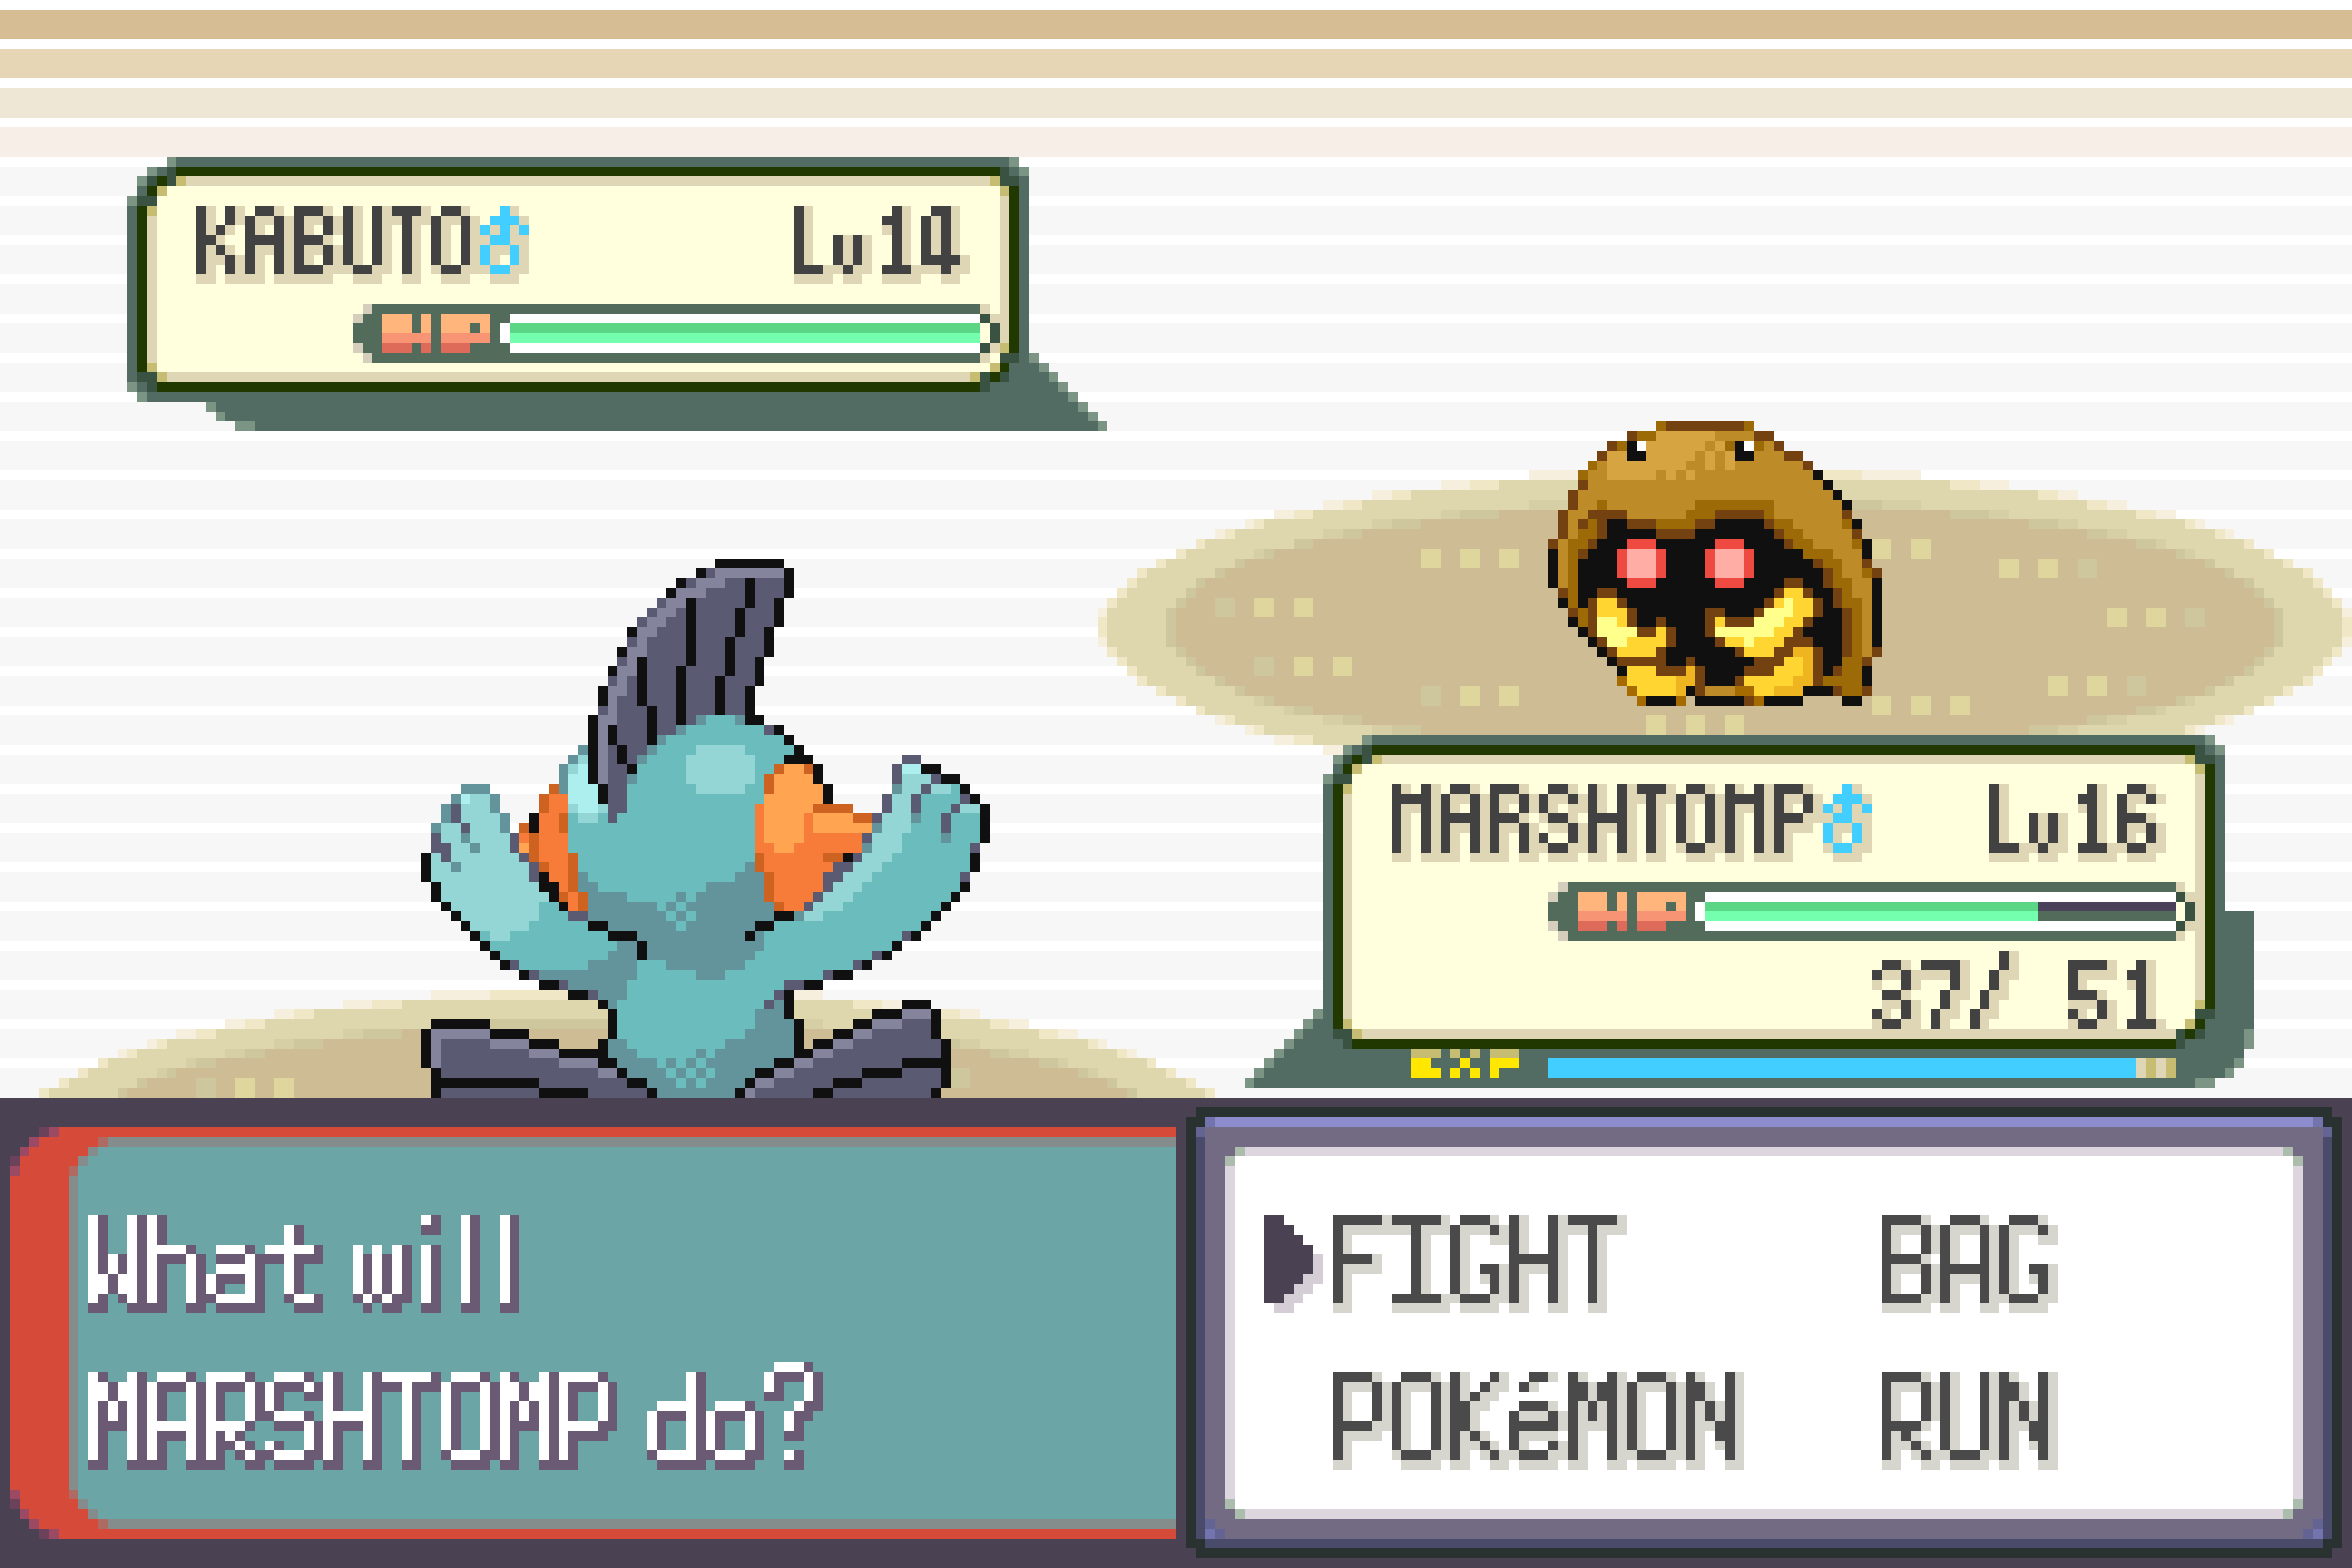 KABUTO♂ Lv14
HP
MARSHTOMP♂ Lv16
HP
37/ 51
EXP
What will
MARSHTOMP do?
▶FIGHT BAG
POKéMON RUN